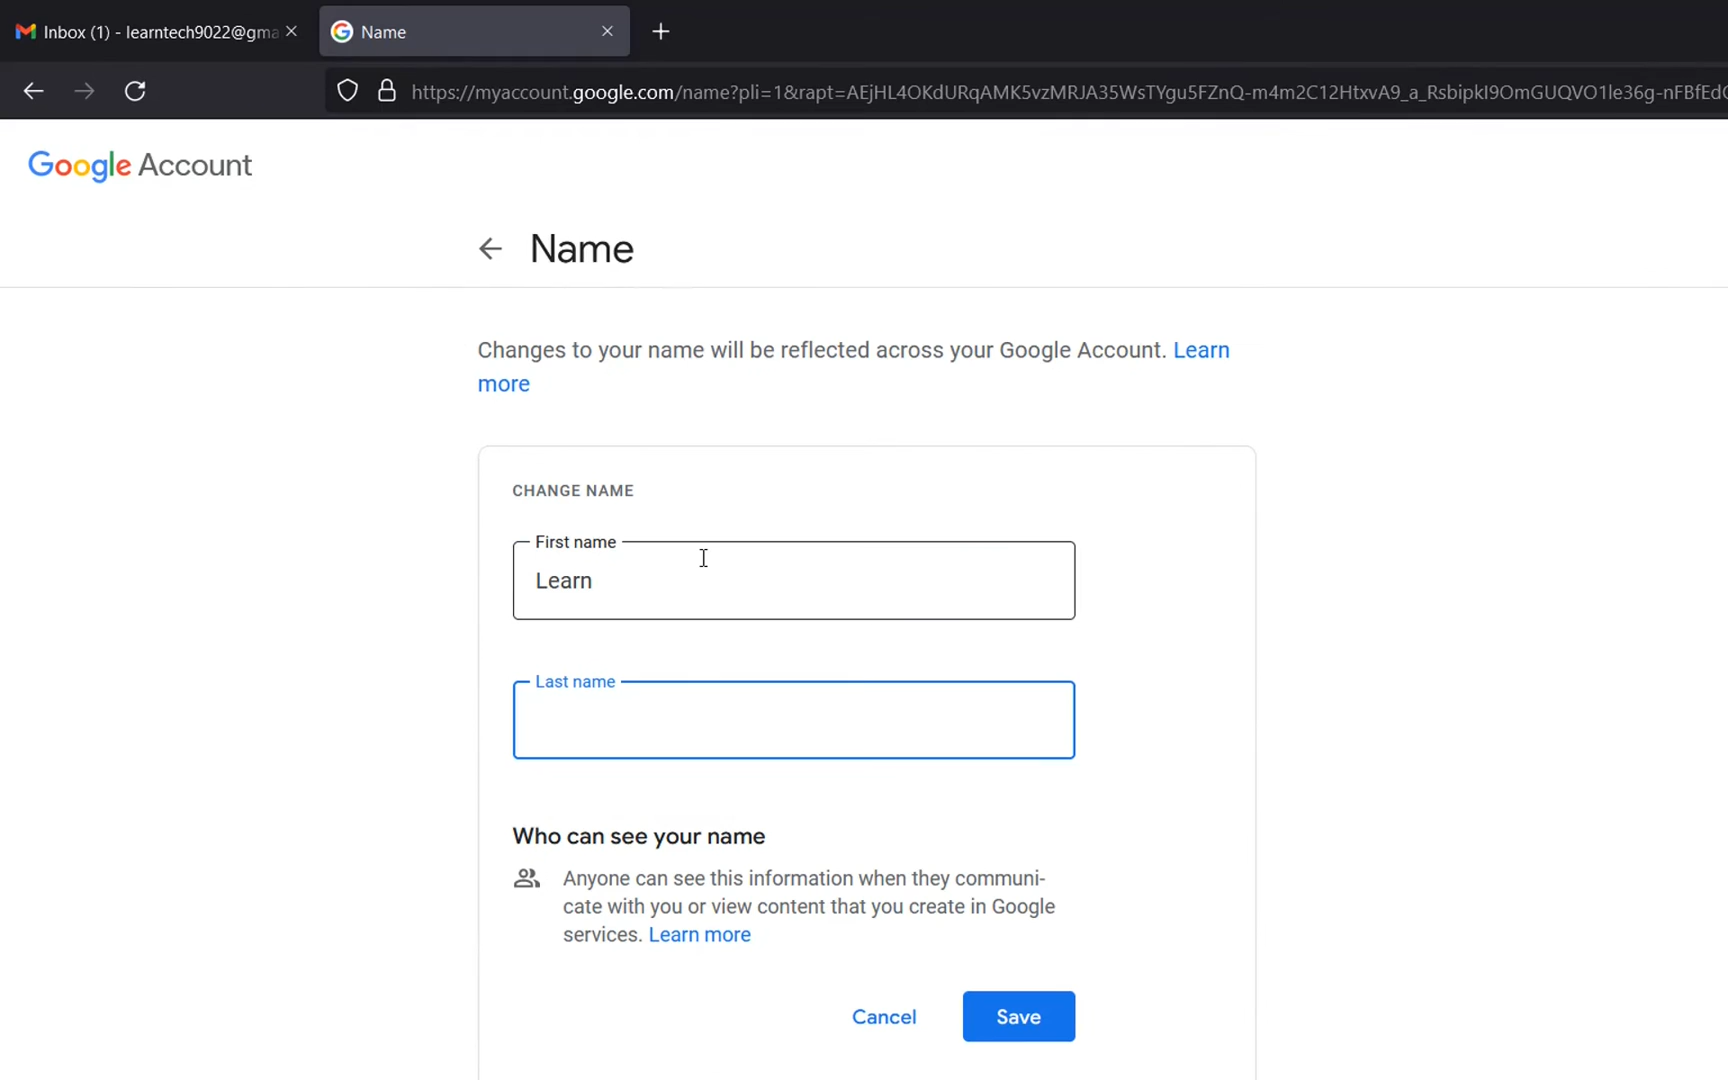 Inbox (1) - learntech9022@gma
Name
https://myaccount.google.com/name?pli=1&rapt=AEjHL4OKdURqAMK5vzMRJA35WsTYgu5FZnQ-m4m2C12HtxvA9_a_RsbipkI9OmGUQVO1le36g-nFBfEdC
Google Account
Name
Changes to your name will be reflected across your Google Account. Learn
more
CHANGE NAME
First name
Learn
Last name
Who can see your name
Anyone can see this information when they communi-
cate with you or view content that you create in Google
services. Learn more
Cancel
Save